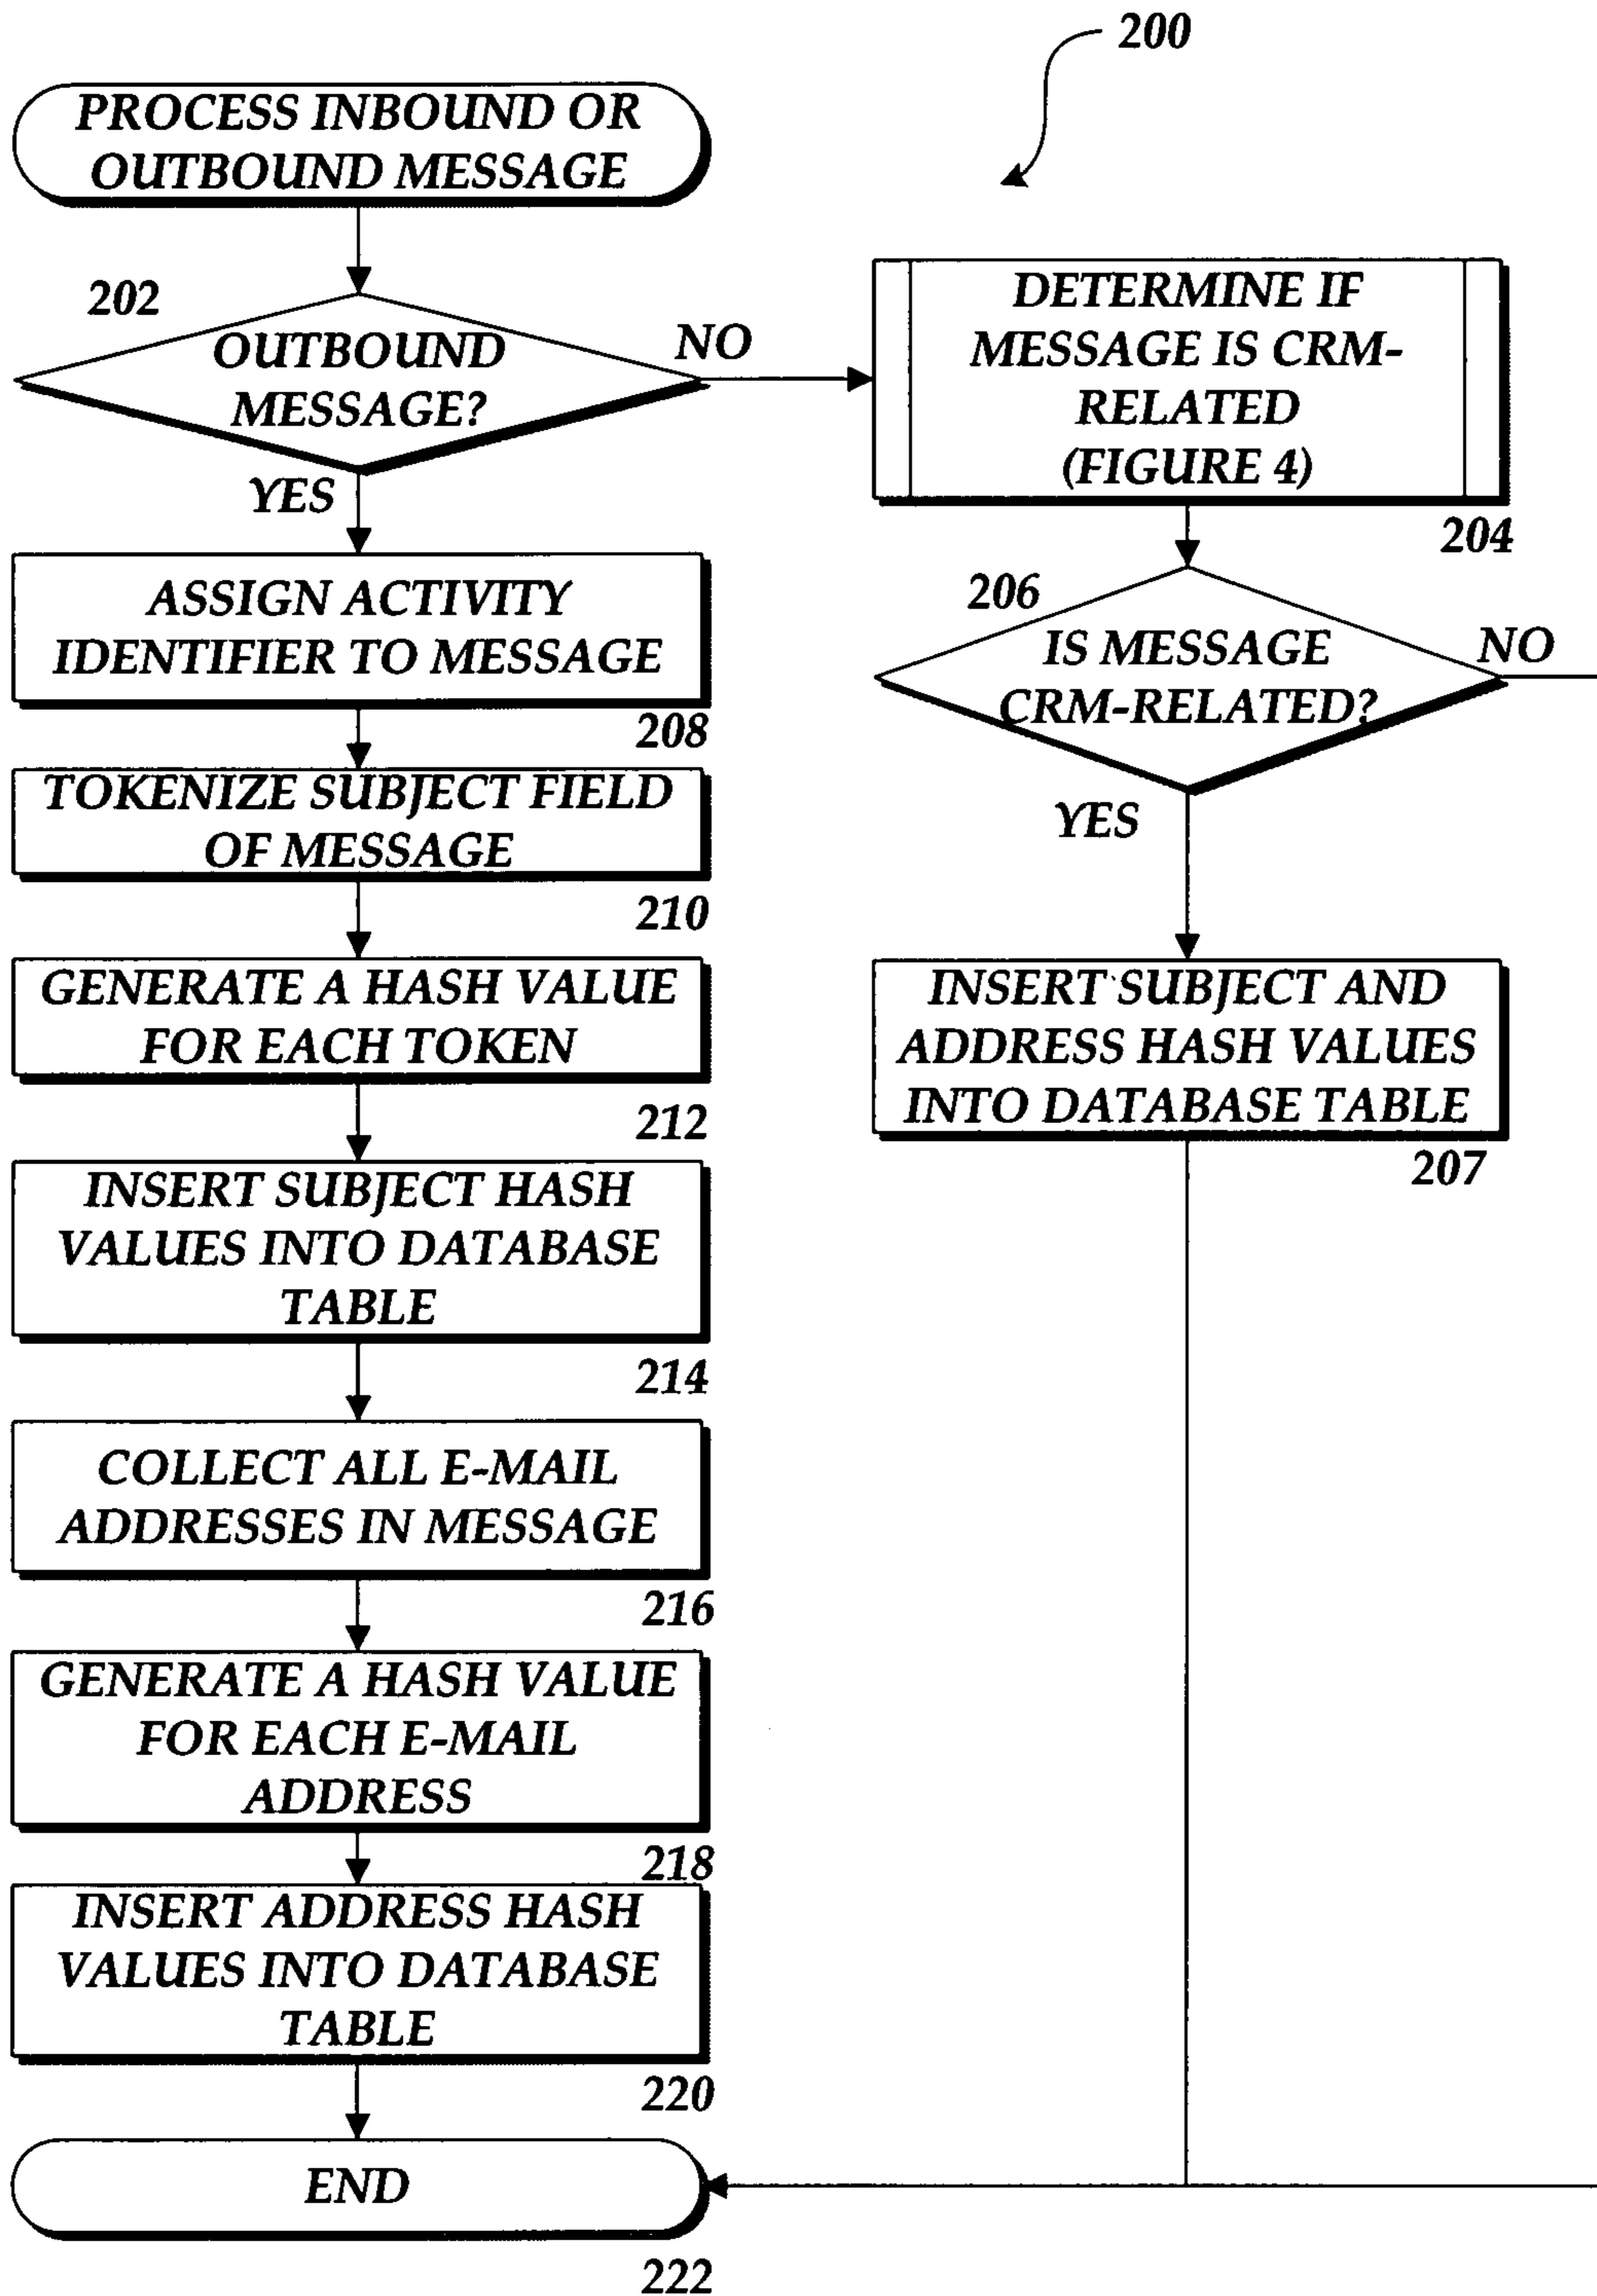 200
PROCESS INBOUND OR
OUTBOUND MESSAGE
202
OUTBOUND
MESSAGE?
NO
YES
DETERMINE IF
MESSAGE IS CRM-
RELATED
(FIGURE 4)
204
206
IS MESSAGE
CRM-RELATED?
NO
YES
INSERT SUBJECT AND
ADDRESS HASH VALUES
INTO DATABASE TABLE
207
ASSIGN ACTIVITY
IDENTIFIER TO MESSAGE
208
TOKENIZE SUBJECT FIELD
OF MESSAGE
210
GENERATE A HASH VALUE
FOR EACH TOKEN
212
INSERT SUBJECT HASH
VALUES INTO DATABASE
TABLE
214
COLLECT ALL E-MAIL
ADDRESSES IN MESSAGE
216
GENERATE A HASH VALUE
FOR EACH E-MAIL
ADDRESS
218
INSERT ADDRESS HASH
VALUES INTO DATABASE
TABLE
220
END
222